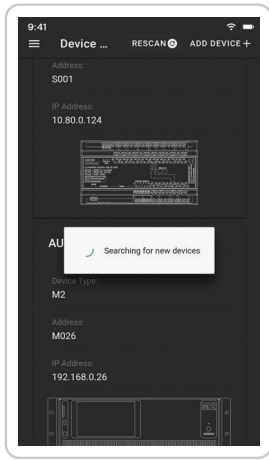 9:41
Device ... RESCAN ADD DEVICE +
Address:
S001
IP Address:
10.80.0.124
AU
Searching for new devices
Device Type:
M2
Address:
M026
IP Address:
192.168.0.26